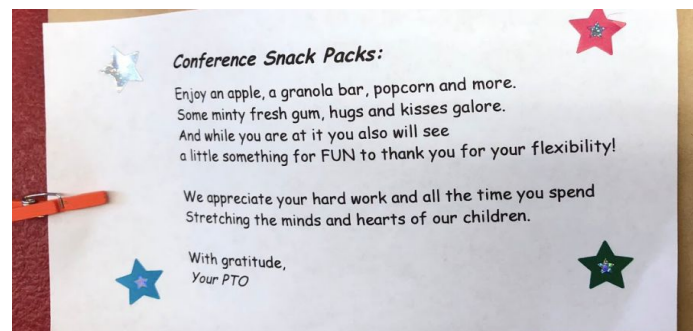 Conference Snack Packs:
Enjoy an apple, a granola bar, popcorn and more.
Some minty fresh gum, hugs and kisses galore.
And while you are at it you also will see
a little something for FUN to thank you for your flexibility!
We appreciate your hard work and all the time you spend
Stretching the minds and hearts of our children.
With gratitude,
Your PTO